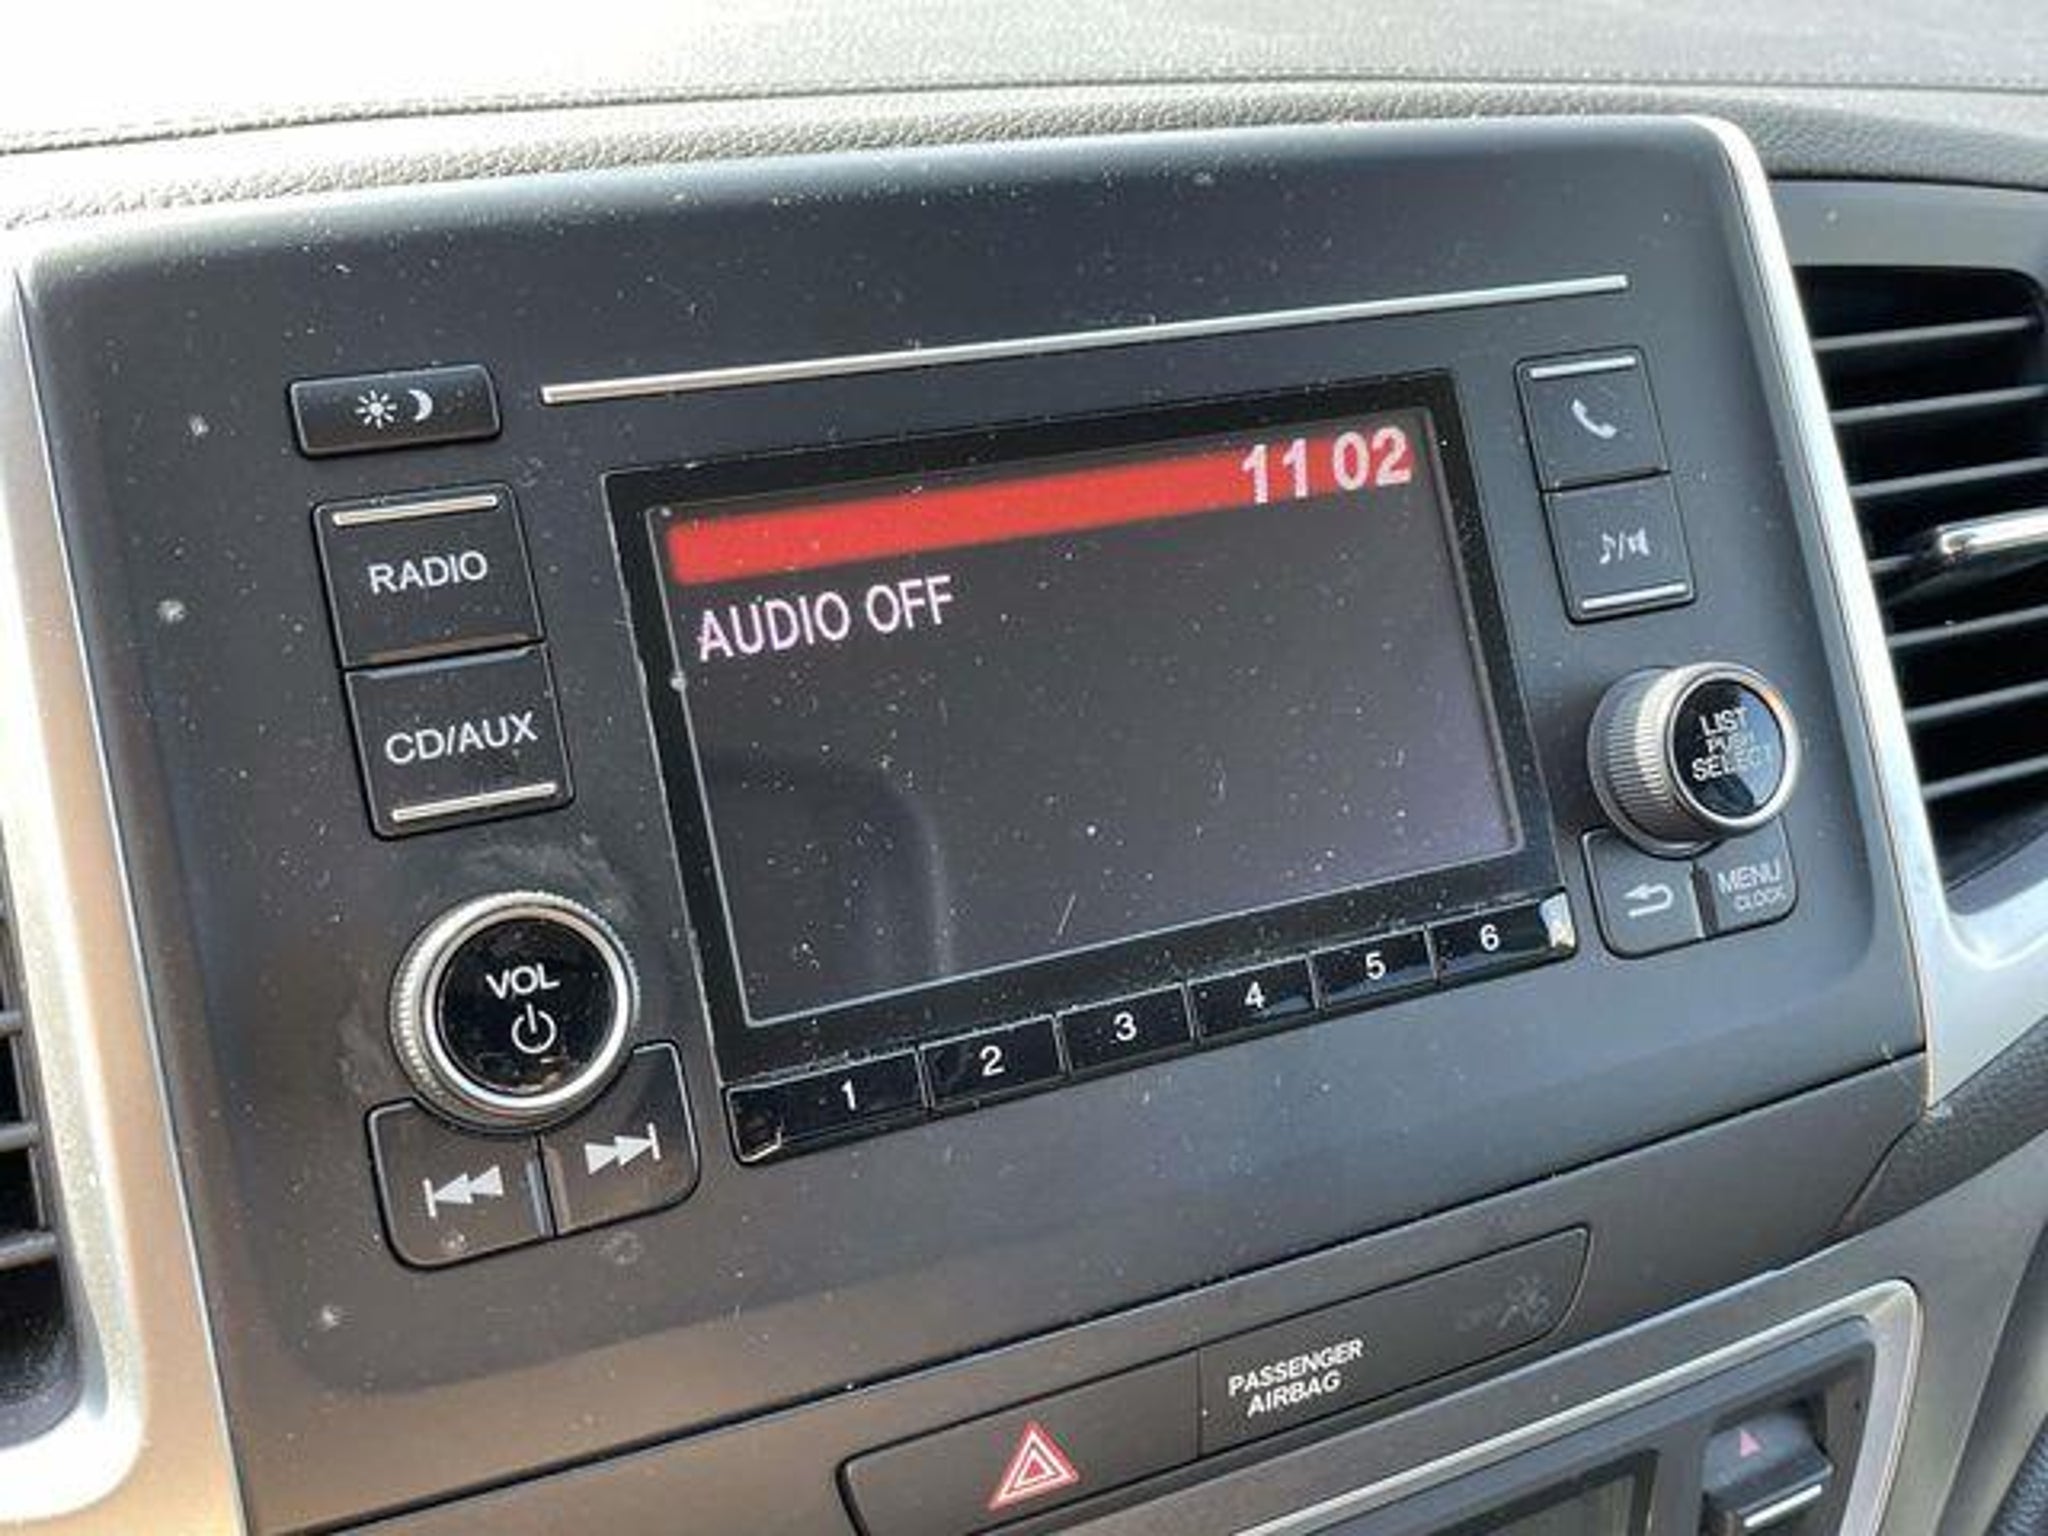 11 02
AUDIO OFF
RADIO
CD/AUX
VOL
LIST
PUSH
SELECT
MENU
CLOCK
1 2 3 4 5 6
PASSENGER
AIRBAG